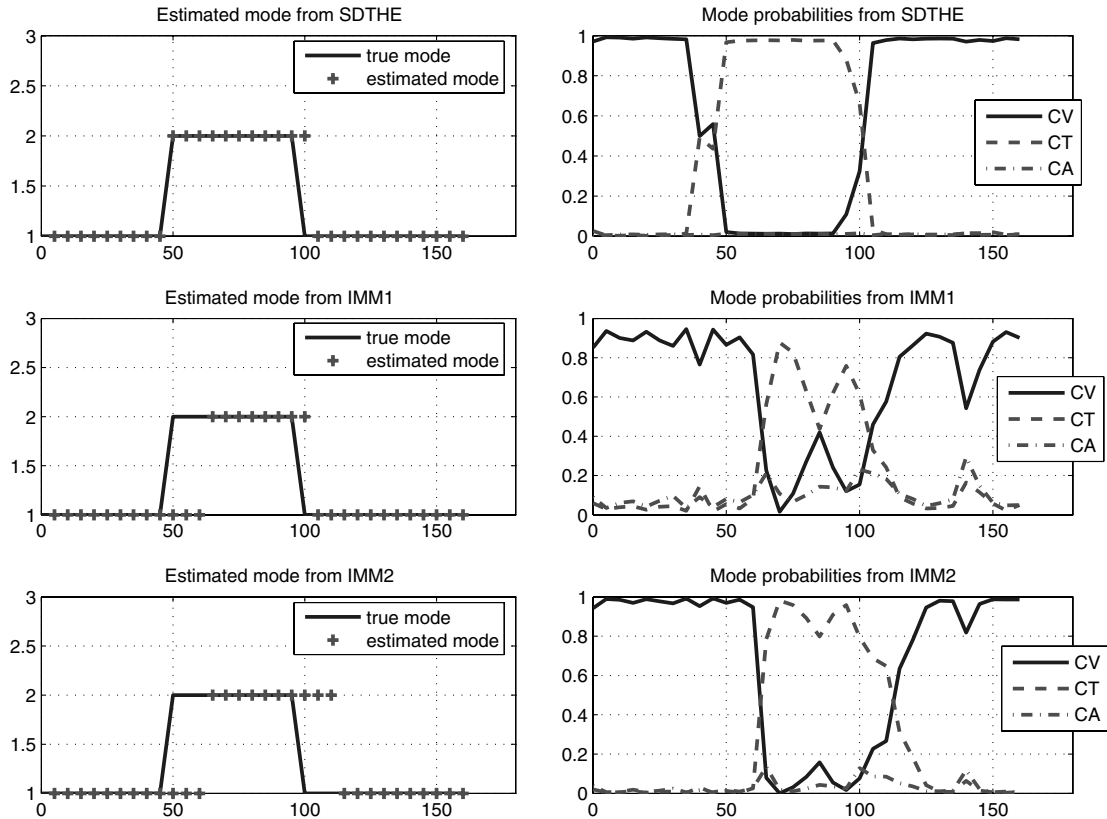 Estimated mode from SDTHE
3
2.5
2
1.5
1
0 50 100 150
true mode
estimated mode
Mode probabilities from SDTHE
1
0.8
0.6
0.4
0.2
0
0 50 100 150
CV
CT
CA
Estimated mode from IMM1
3
2.5
2
1.5
1
0 50 100 150
true mode
estimated mode
Mode probabilities from IMM1
1
0.8
0.6
0.4
0.2
0
0 50 100 150
CV
CT
CA
Estimated mode from IMM2
3
2.5
2
1.5
1
0 50 100 150
true mode
estimated mode
Mode probabilities from IMM2
1
0.8
0.6
0.4
0.2
0
0 50 100 150
CV
CT
CA